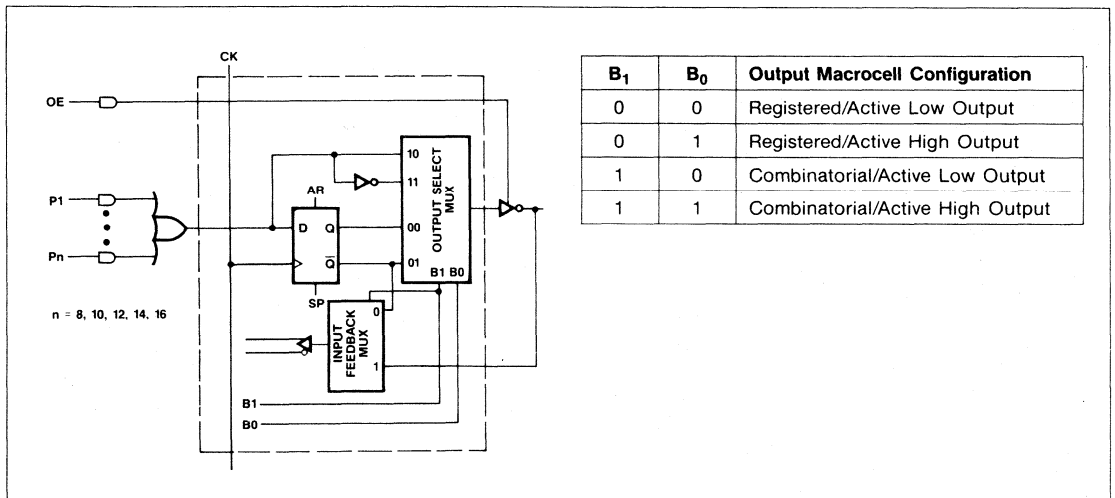 CK
OE
P1
Pn
n = 8, 10, 12, 14, 16
AR
D Q
Q̅
SP
10
11
00
01
OUTPUT SELECT
MUX
B1 B0
INPUT
FEEDBACK
MUX
0
1
B1
B0
B1 B0 Output Macrocell Configuration
0 0 Registered/Active Low Output
0 1 Registered/Active High Output
1 0 Combinatorial/Active Low Output
1 1 Combinatorial/Active High Output